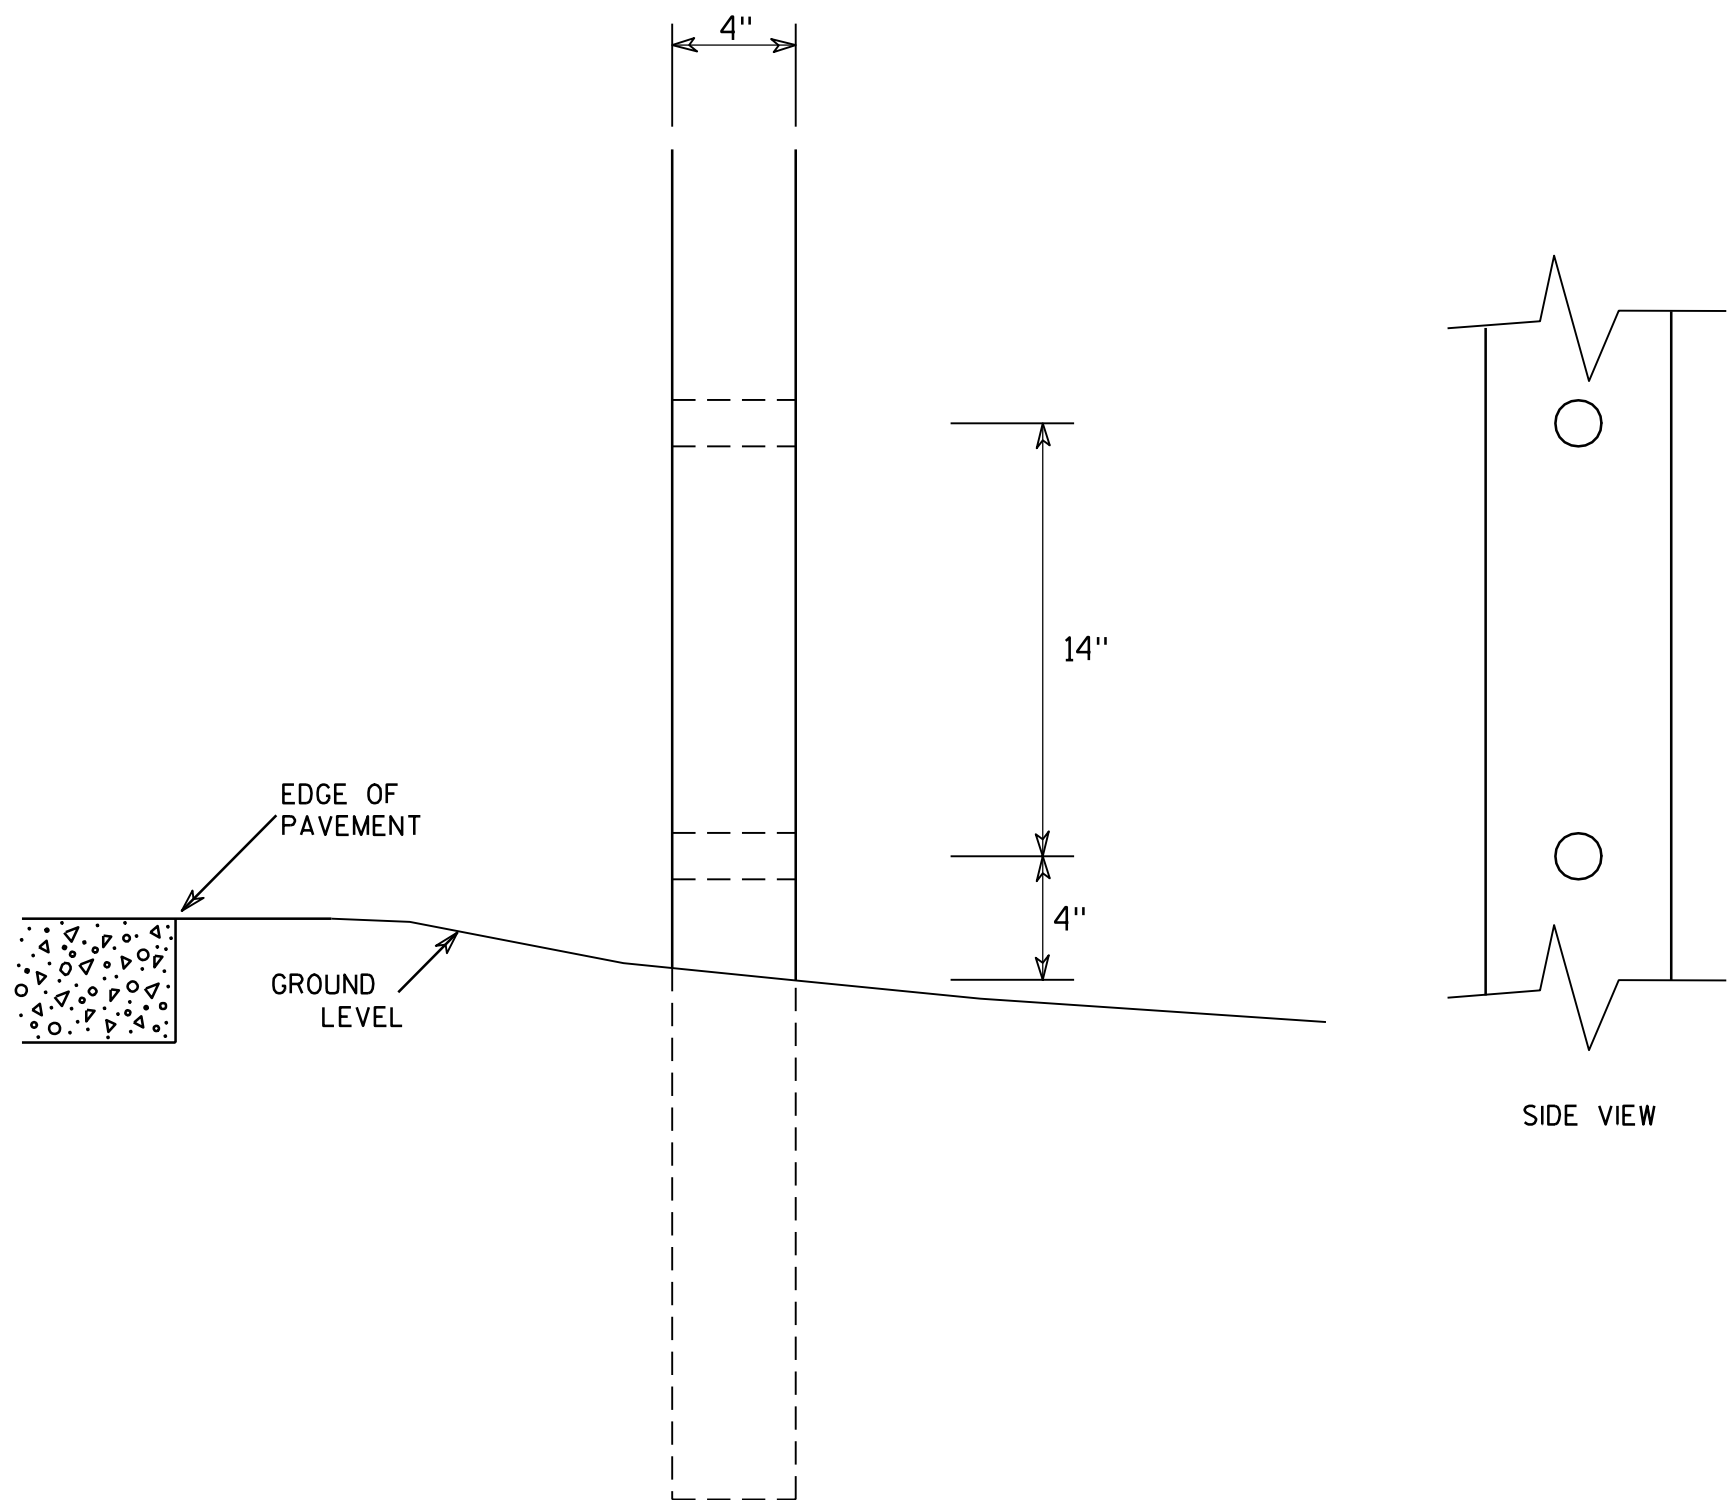 4"
14"
EDGE OF
PAVEMENT
4"
GROUND
LEVEL
SIDE VIEW